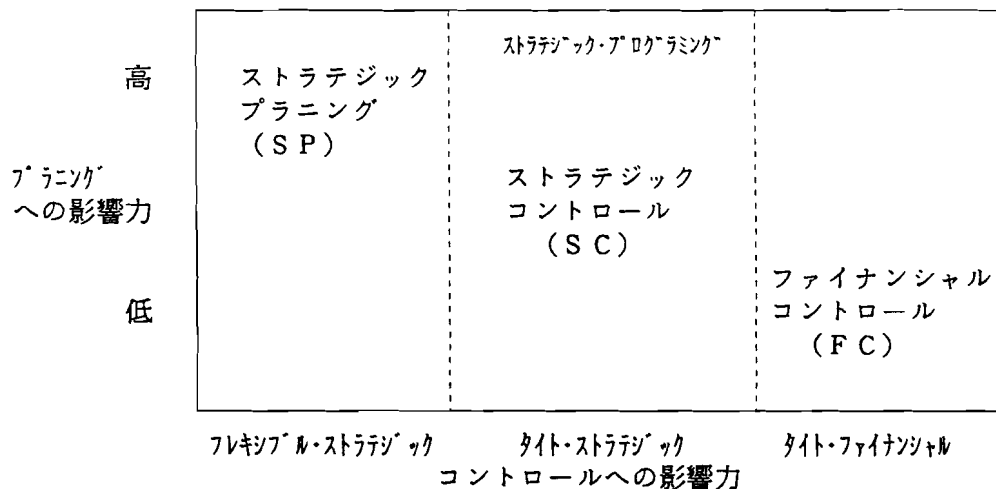 ストラテジック・プログラミング
高
ストラテジック
プラニング
(SP)
プラニング
への影響力
ストラテジック
コントロール
(SC)
低
ファイナンシャル
コントロール
(FC)
フレキシブル・ストラテジック
タイト・ストラテジック
タイト・ファイナンシャル
コントロールへの影響力